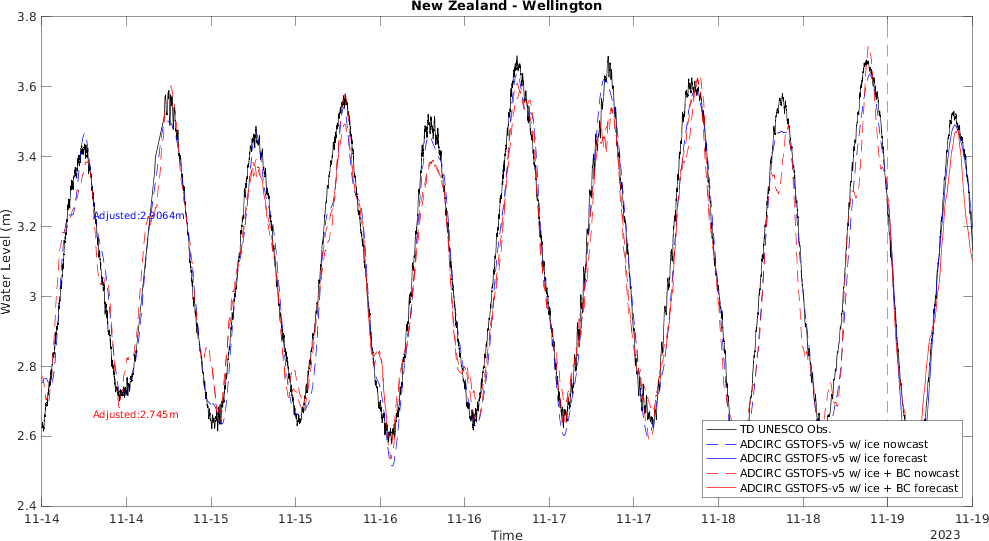 New Zealand - Wellington
3.8
3.6
3.4
3.2
3
2.8
2.6
2.4
Water Level (m)
Adjusted:2.9064m
Adjusted:2.745m
TD UNESCO Obs.
ADCIRC GSTOFS-v5 w/ ice nowcast
ADCIRC GSTOFS-v5 w/ ice forecast
ADCIRC GSTOFS-v5 w/ ice + BC nowcast
ADCIRC GSTOFS-v5 w/ ice + BC forecast
11-14 11-14 11-15 11-15 11-16 11-16 11-17 11-17 11-18 11-18 11-19 11-19
Time
2023